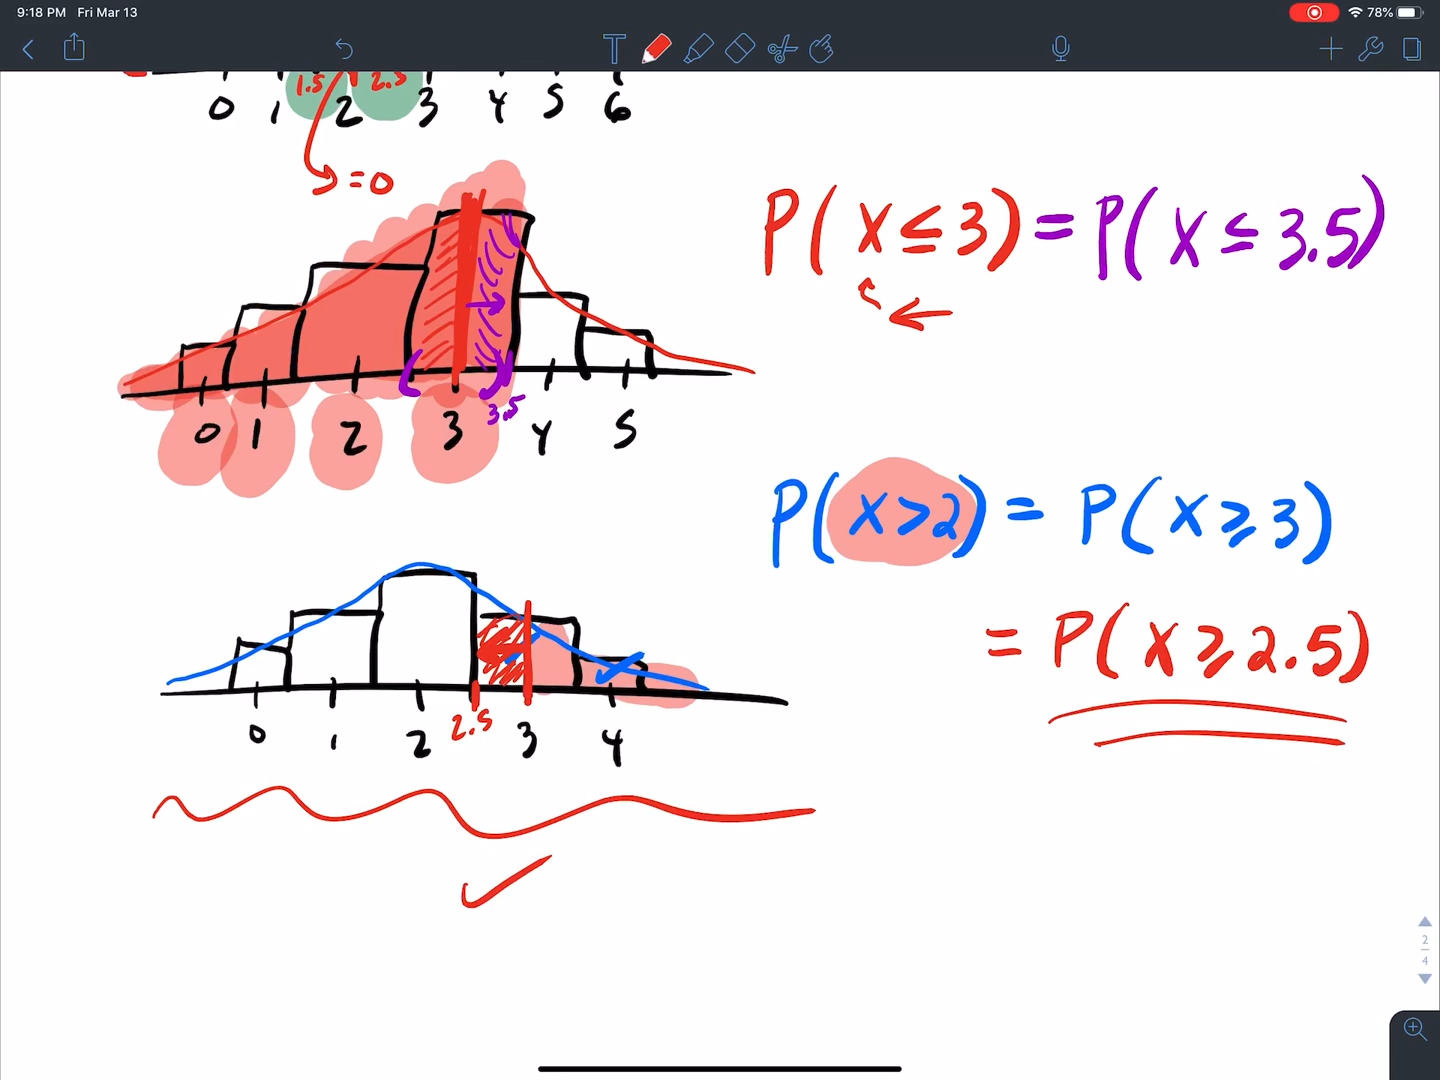 9:18 PM Fri Mar 13
78%
T
1.5 2.5
0 1 2 3 4 5 6
=0
P(X≤3)=P(X≤3.5)
3.5
0 1 2 3 4 5
P(X>2) = P(X≥3)
= P(X≥2.5)
2.5
0 1 2 3 4
2
4